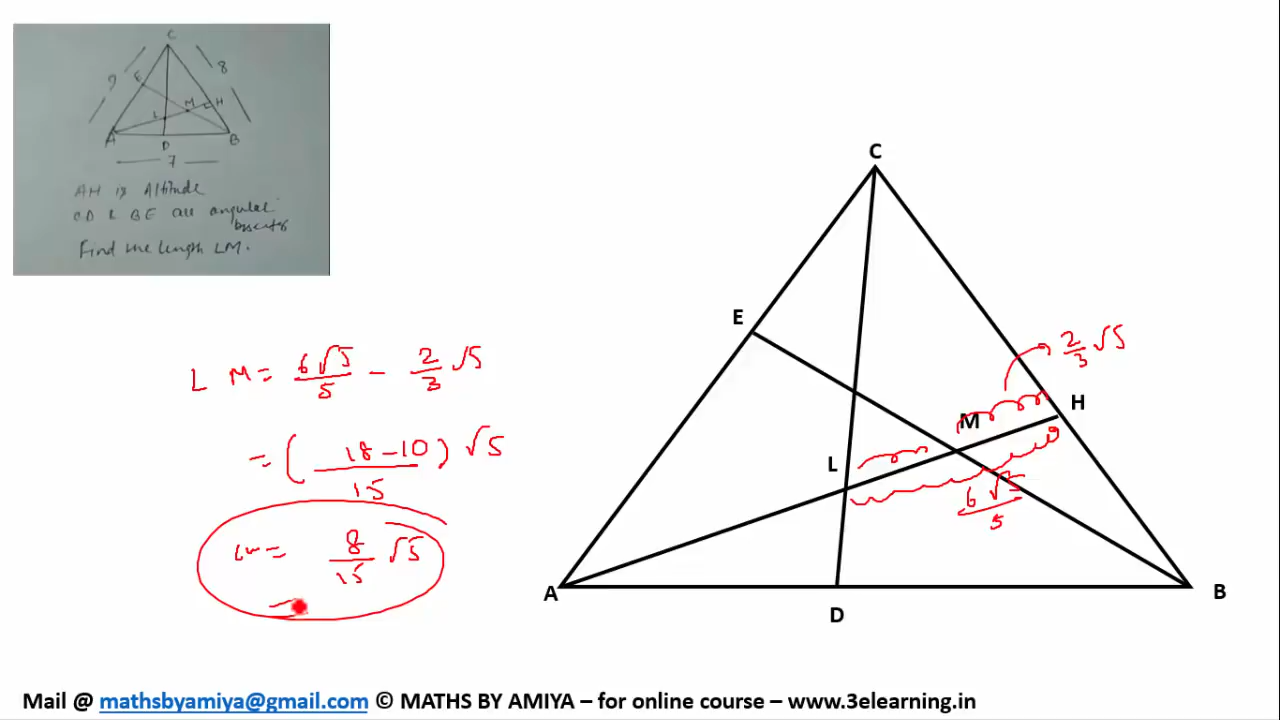 C
9
8
E
M
H
L
A
D
B
7
AH is Altitude
CD & BE are angular
Find the length LM.
L M = 6√5/5 - 2/3 √5
= ( 18-10/15 ) √5
LM = 8/15 √5
C
E
2/3 √5
H
M
L
6√5/5
A
D
B
Mail @ mathsbyamiya@gmail.com © MATHS BY AMIYA – for online course – www.3elearning.in